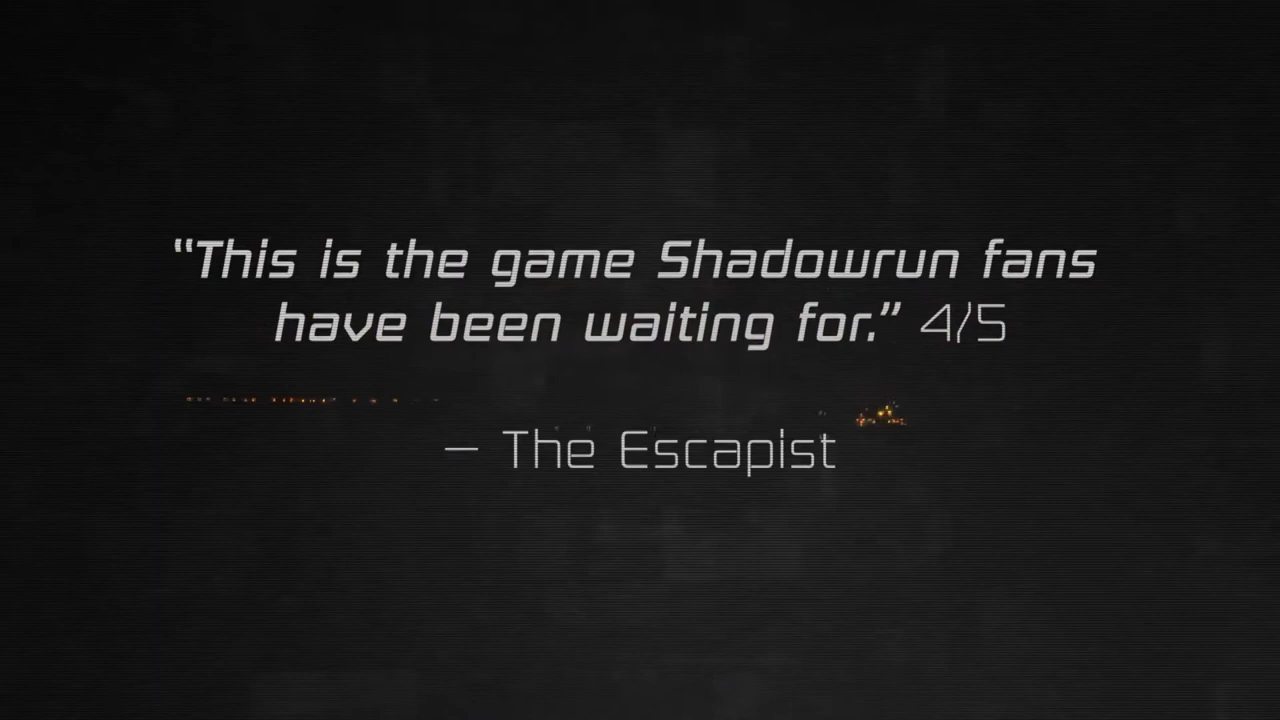 “This is the game Shadowrun fans
have been waiting for.” 4/5
– The Escapist